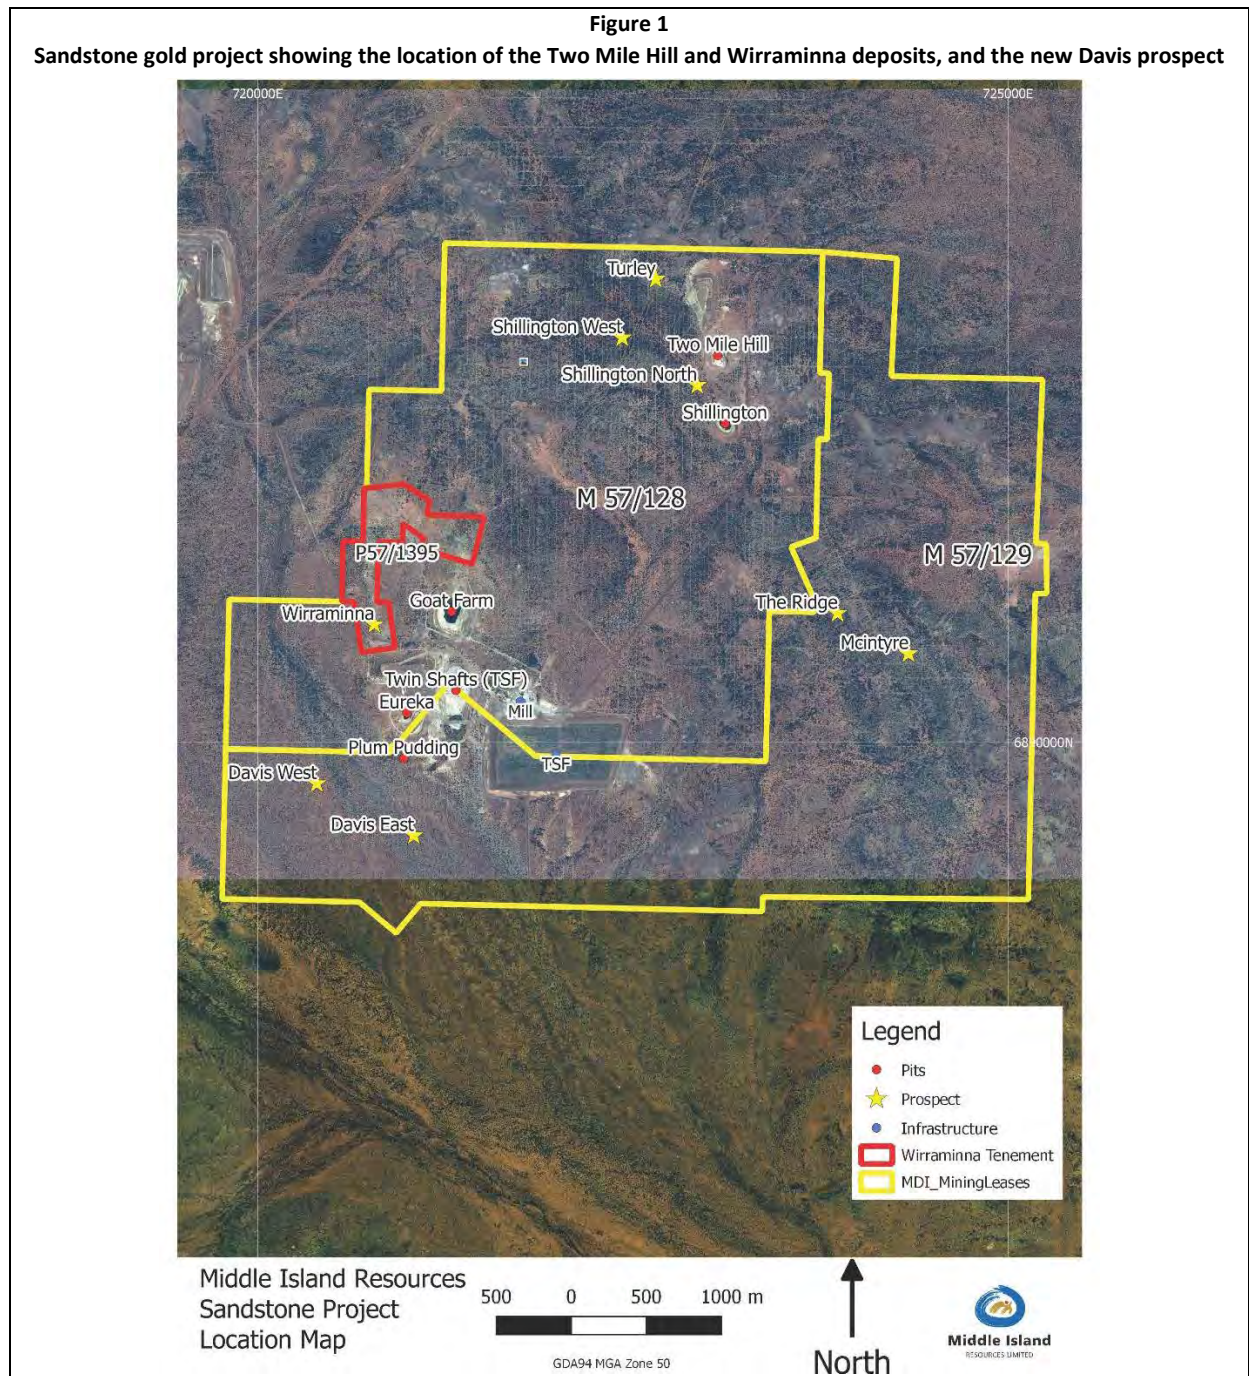 Figure 1
Sandstone gold project showing the location of the Two Mile Hill and Wirraminna deposits, and the new Davis prospect
720000E
725000E
Turley
Shillington West
Two Mile Hill
Shillington North
Shillington
M 57/128
P57/1395
M 57/129
Goat Farm
Wirraminna
The Ridge
Mcintyre
Twin Shafts (TSF)
Eureka
Mill
Plum Pudding
6890000N
TSF
Davis West
Davis East
Legend
Pits
Prospect
Infrastructure
Wirraminna Tenement
MDI_MiningLeases
Middle Island Resources
Sandstone Project
Location Map
500 0 500 1000 m
GDA94 MGA Zone 50
North
Middle Island
RESOURCES LIMITED